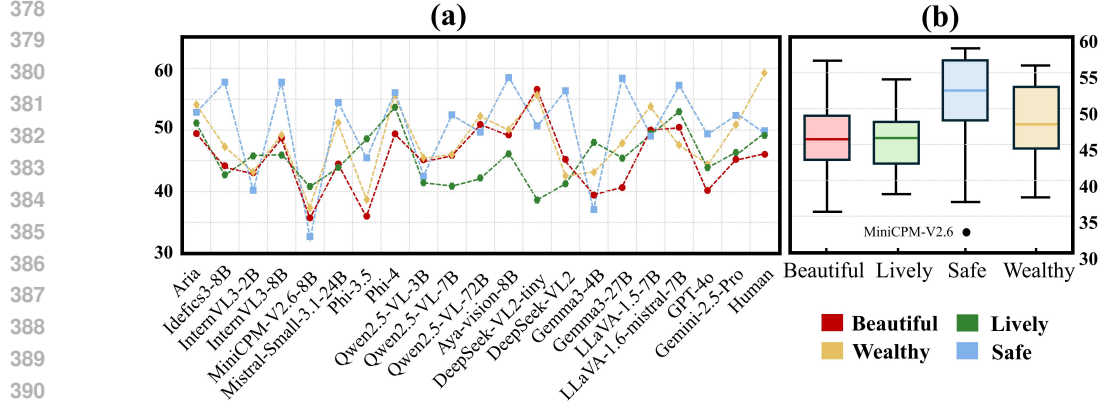 378
379
380
381
382
383
384
385
386
387
388
389
390
(a)
60
50
40
30
Aria
Idefics3-8B
InternVL3-2B
InternVL3-8B
MiniCPM-V2.6-8B
Mistral-Small-3.1-24B
Phi-3.5
Phi-4
Qwen2.5-VL-3B
Qwen2.5-VL-7B
Qwen2.5-VL-72B
Aya-vision-8B
DeepSeek-VL2-tiny
DeepSeek-VL2
Gemma3-4B
Gemma3-27B
LLaVA-1.5-7B
LLaVA-1.6-mistral-7B
GPT-4o
Gemini-2.5-Pro
Human
(b)
60
55
50
45
40
35
30
MiniCPM-V2.6
Beautiful Lively Safe Wealthy
Beautiful Lively
Wealthy Safe